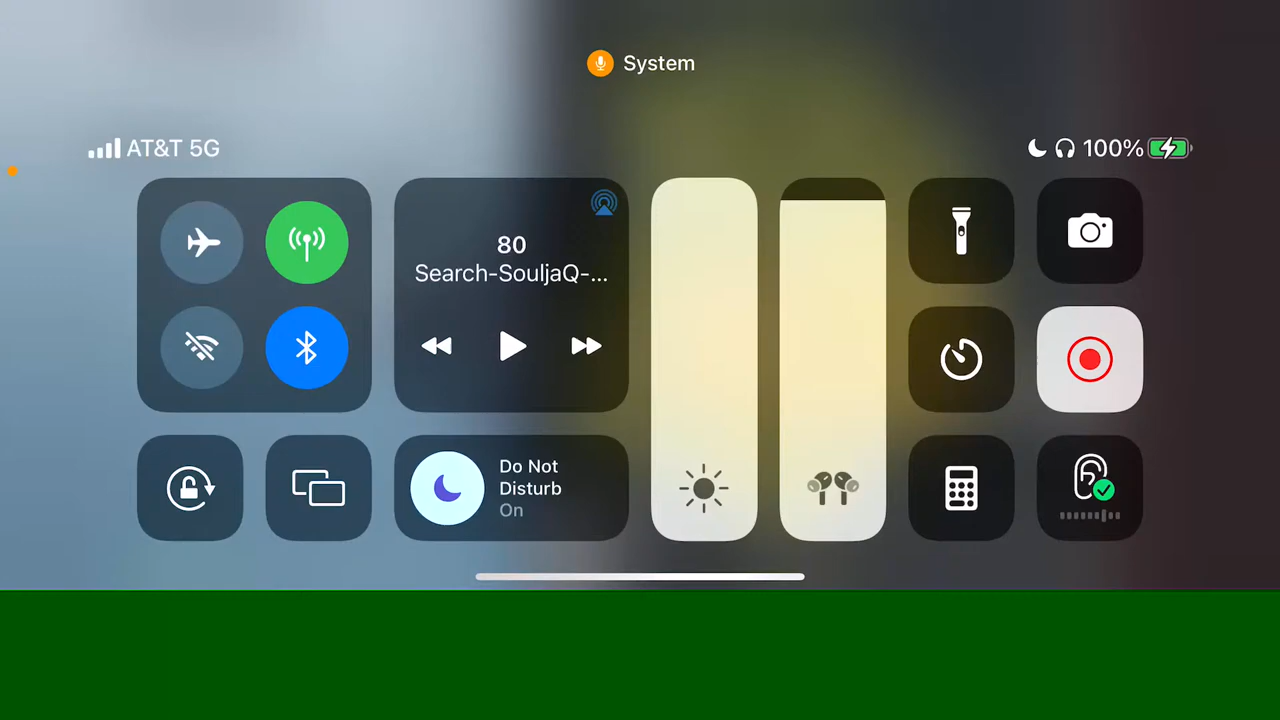 System
AT&T 5G
100%
80
Search-SouljaQ-...
Do Not
Disturb
On